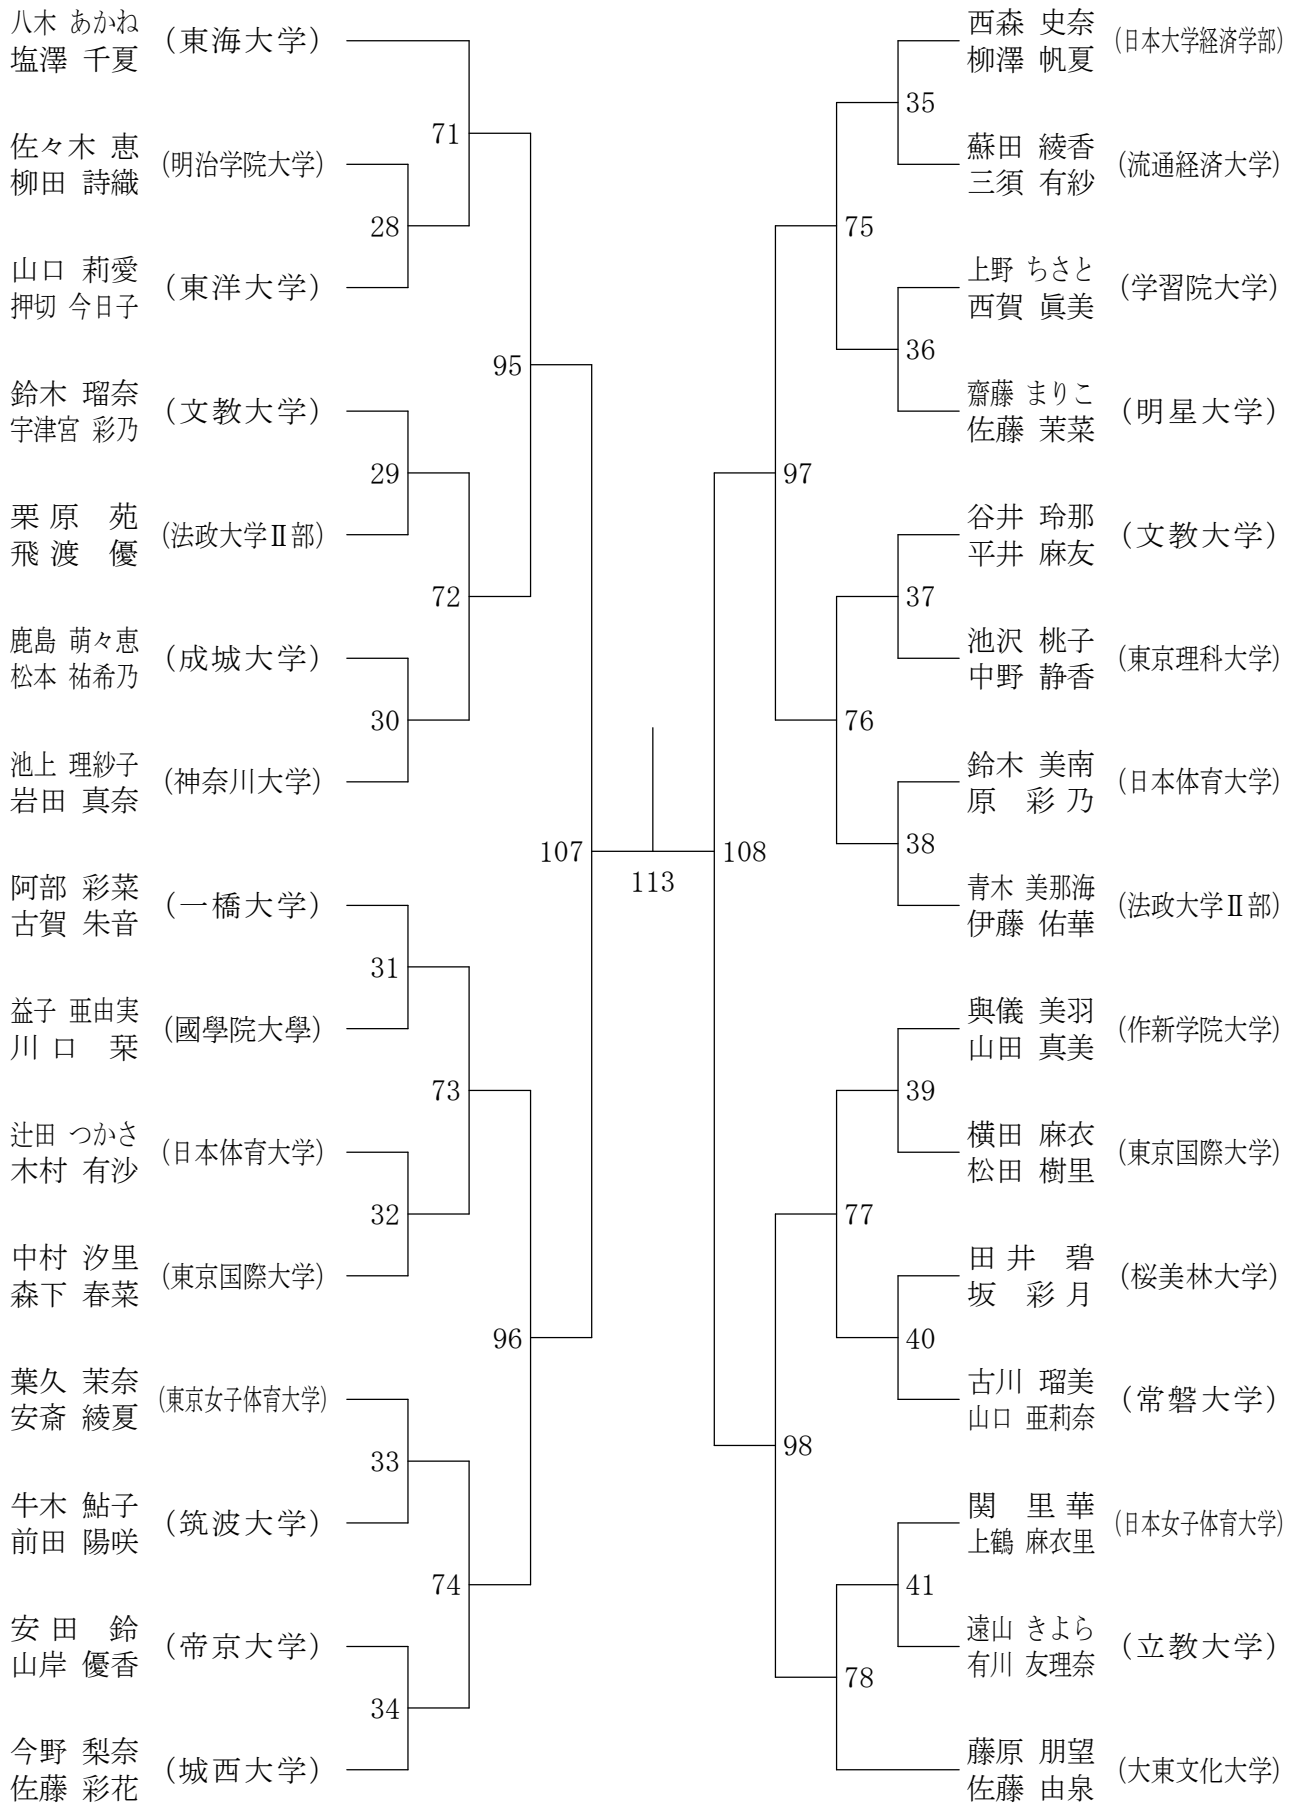 八木 あかね
塩澤 千夏
(東海大学)
佐々木 恵
柳田 詩織
(明治学院大学)
山口 莉愛
押切 今日子
(東洋大学)
鈴木 瑠奈
宇津宮 彩乃
(文教大学)
栗原 苑
飛渡 優
(法政大学Ⅱ部)
鹿島 萌々恵
松本 祐希乃
(成城大学)
池上 理紗子
岩田 真奈
(神奈川大学)
阿部 彩菜
古賀 朱音
(一橋大学)
益子 亜由実
川口 栞
(國學院大學)
辻田 つかさ
木村 有沙
(日本体育大学)
中村 汐里
森下 春菜
(東京国際大学)
葉久 茉奈
安斎 綾夏
(東京女子体育大学)
牛木 鮎子
前田 陽咲
(筑波大学)
安田 鈴
山岸 優香
(帝京大学)
今野 梨奈
佐藤 彩花
(城西大学)
28
29
30
31
32
33
34
71
72
73
74
95
96
107
113
108
97
98
75
76
77
78
35
36
37
38
39
40
41
西森 史奈
柳澤 帆夏
(日本大学経済学部)
蘇田 綾香
三須 有紗
(流通経済大学)
上野 ちさと
西賀 眞美
(学習院大学)
齋藤 まりこ
佐藤 茉菜
(明星大学)
谷井 玲那
平井 麻友
(文教大学)
池沢 桃子
中野 静香
(東京理科大学)
鈴木 美南
原 彩乃
(日本体育大学)
青木 美那海
伊藤 佑華
(法政大学Ⅱ部)
與儀 美羽
山田 真美
(作新学院大学)
横田 麻衣
松田 樹里
(東京国際大学)
田井 碧
坂 彩月
(桜美林大学)
古川 瑠美
山口 亜莉奈
(常磐大学)
関 里華
上鶴 麻衣里
(日本女子体育大学)
遠山 きよら
有川 友理奈
(立教大学)
藤原 朋望
佐藤 由泉
(大東文化大学)